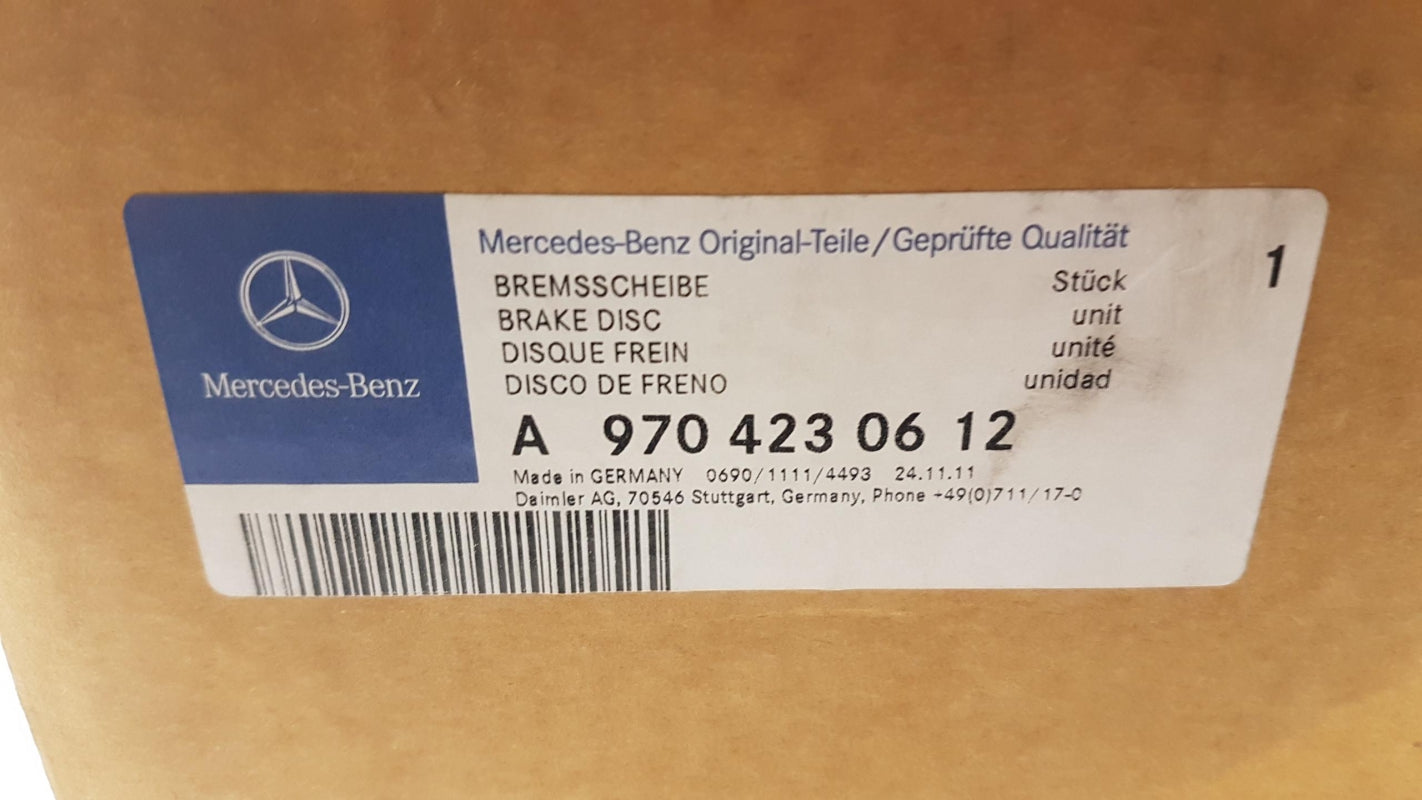 Mercedes-Benz
Mercedes-Benz Original-Teile/Geprüfte Qualität
BREMSSCHEIBE Stück 1
BRAKE DISC unit
DISQUE FREIN unité
DISCO DE FRENO unidad
A 970 423 06 12
Made in GERMANY 0690/1111/4493 24.11.11
Daimler AG, 70546 Stuttgart, Germany, Phone +49(0)711/17-0